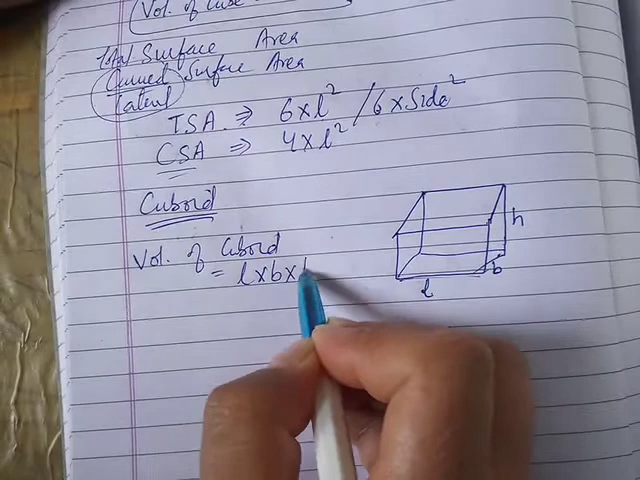 Vol. of Cube
Total Surface Area
Curved Surface Area
Lateral
TSA ⇒ 6×l² / 6×Side²
CSA ⇒ 4×l²
Cuboid
Vol. of Cuboid
= l×b×
h
b
l